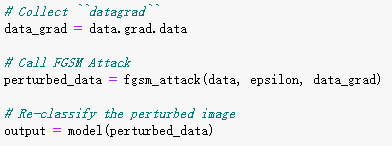 # Collect ``datagrad``
data_grad = data.grad.data
# Call FGSM Attack
perturbed_data = fgsm_attack(data, epsilon, data_grad)
# Re-classify the perturbed image
output = model(perturbed_data)